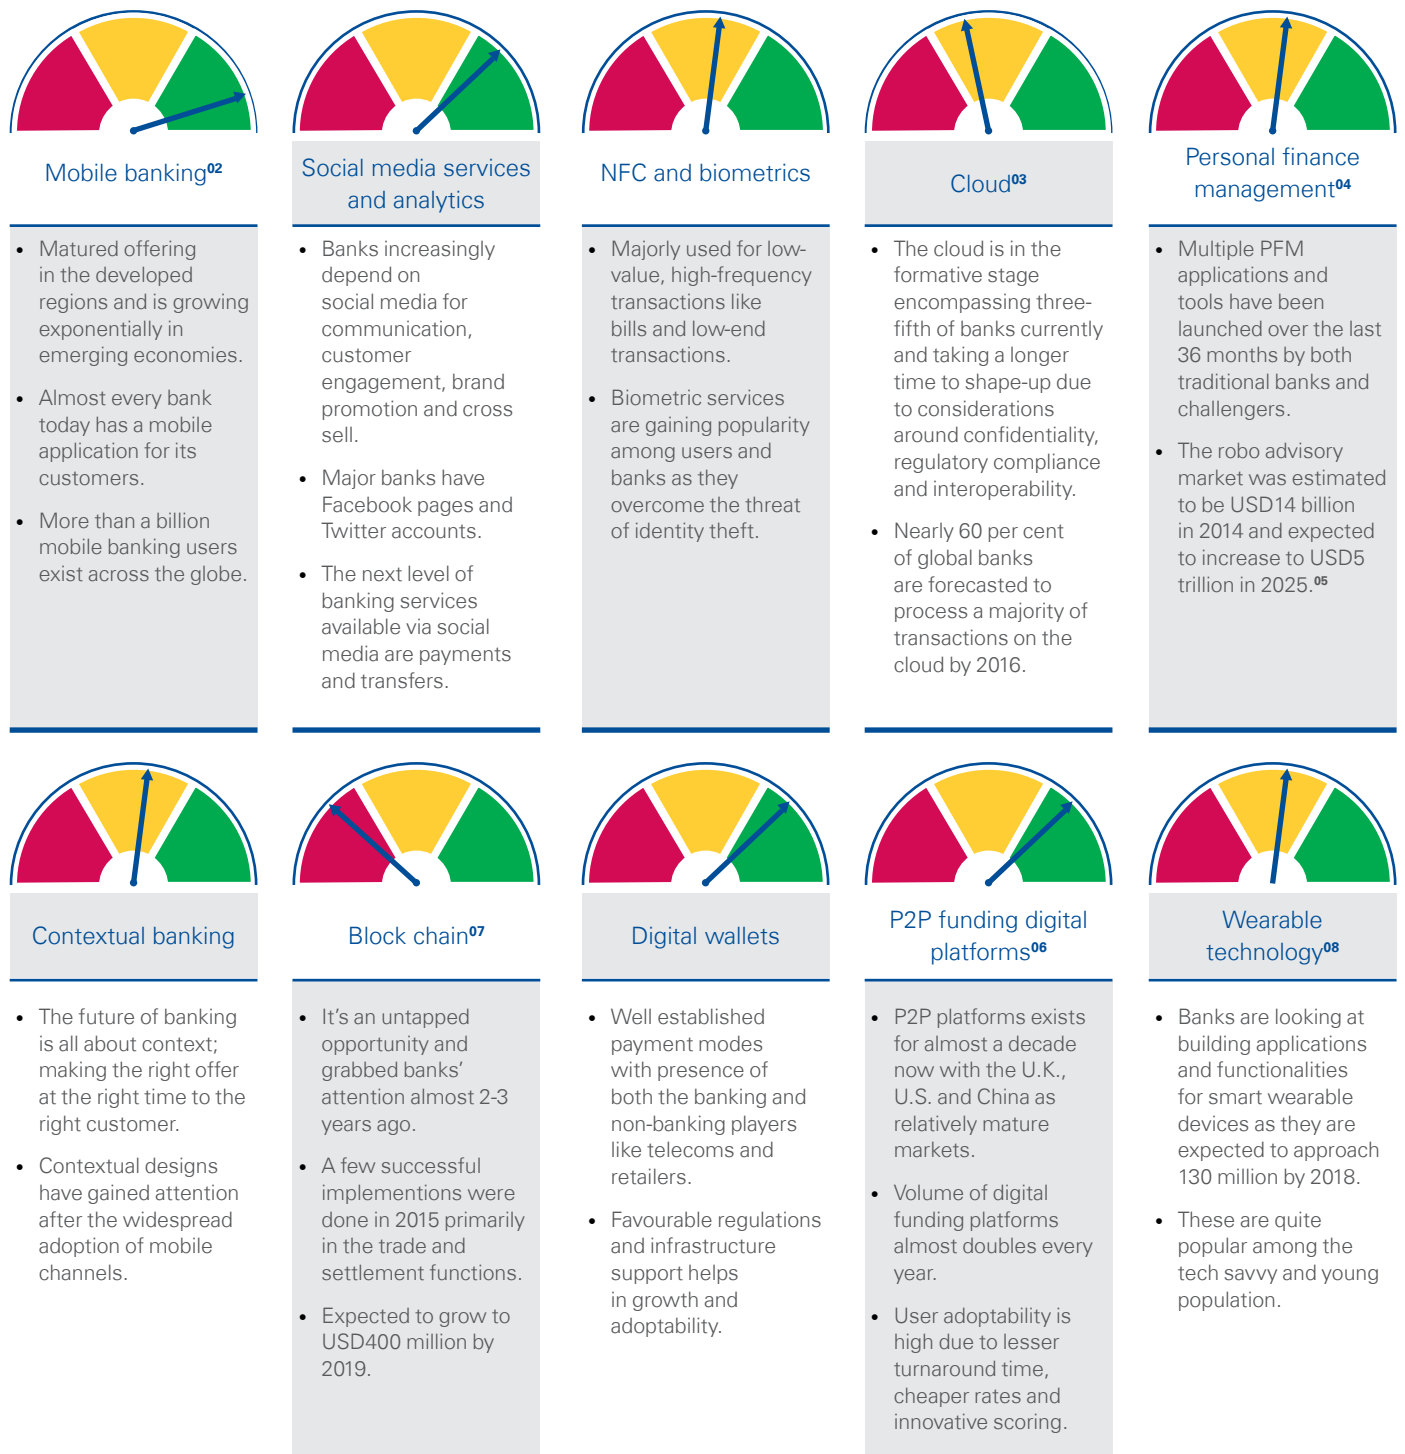 Mobile banking02
Matured offering
in the developed
regions and is growing
exponentially in
emerging economies.
Almost every bank
today has a mobile
application for its
customers.
More than a billion
mobile banking users
exist across the globe.
Social media services
and analytics
Banks increasingly
depend on
social media for
communication,
customer
engagement, brand
promotion and cross
sell.
Major banks have
Facebook pages and
Twitter accounts.
The next level of
banking services
available via social
media are payments
and transfers.
NFC and biometrics
Majorly used for low-
value, high-frequency
transactions like
bills and low-end
transactions.
Biometric services
are gaining popularity
among users and
banks as they
overcome the threat
of identity theft.
Cloud03
The cloud is in the
formative stage
encompassing three-
fifth of banks currently
and taking a longer
time to shape-up due
to considerations
around confidentiality,
regulatory compliance
and interoperability.
Nearly 60 per cent
of global banks
are forecasted to
process a majority of
transactions on the
cloud by 2016.
Personal finance
management04
Multiple PFM
applications and
tools have been
launched over the last
36 months by both
traditional banks and
challengers.
The robo advisory
market was estimated
to be USD14 billion
in 2014 and expected
to increase to USD5
trillion in 2025.05
Contextual banking
The future of banking
is all about context;
making the right offer
at the right time to the
right customer.
Contextual designs
have gained attention
after the widespread
adoption of mobile
channels.
Block chain07
It's an untapped
opportunity and
grabbed banks'
attention almost 2-3
years ago.
A few successful
implementions were
done in 2015 primarily
in the trade and
settlement functions.
Expected to grow to
USD400 million by
2019.
Digital wallets
Well established
payment modes
with presence of
both the banking and
non-banking players
like telecoms and
retailers.
Favourable regulations
and infrastructure
support helps
in growth and
adoptability.
P2P funding digital
platforms06
P2P platforms exists
for almost a decade
now with the U.K.,
U.S. and China as
relatively mature
markets.
Volume of digital
funding platforms
almost doubles every
year.
User adoptability is
high due to lesser
turnaround time,
cheaper rates and
innovative scoring.
Wearable
technology08
Banks are looking at
building applications
and functionalities
for smart wearable
devices as they are
expected to approach
130 million by 2018.
These are quite
popular among the
tech savvy and young
population.